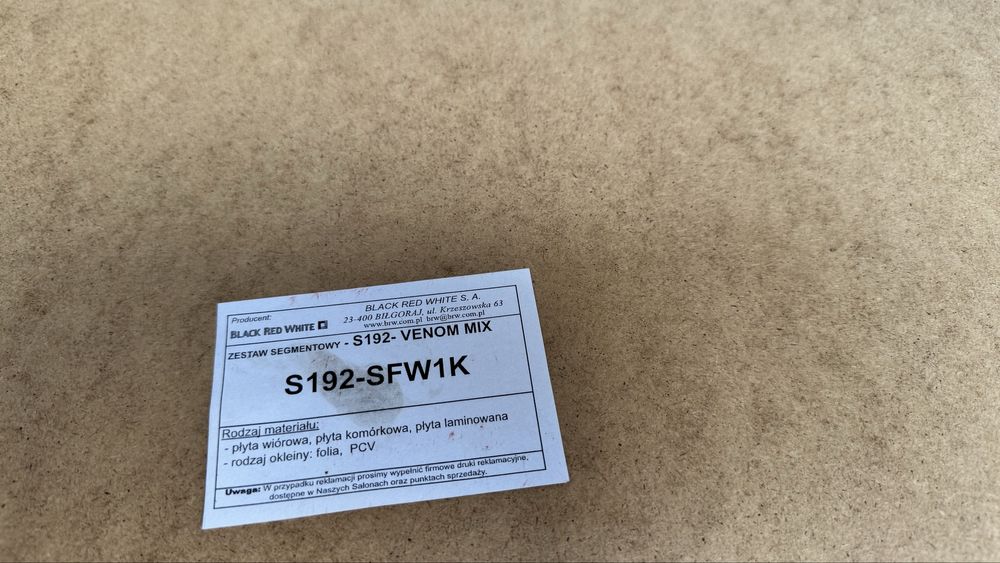 Producent:
BLACK RED WHITE
BLACK RED WHITE S. A.
23-400 BIŁGORAJ, ul. Krzeszowska 63
www.brw.com.pl brw@brw.com.pl
ZESTAW SEGMENTOWY - S192- VENOM MIX
S192-SFW1K
Rodzaj materiału:
- płyta wiórowa, płyta komórkowa, płyta laminowana
- rodzaj okleiny: folia, PCV
Uwaga: W przypadku reklamacji prosimy wypełnić firmowe druki reklamacyjne,
dostępne w Naszych Salonach oraz punktach sprzedaży.